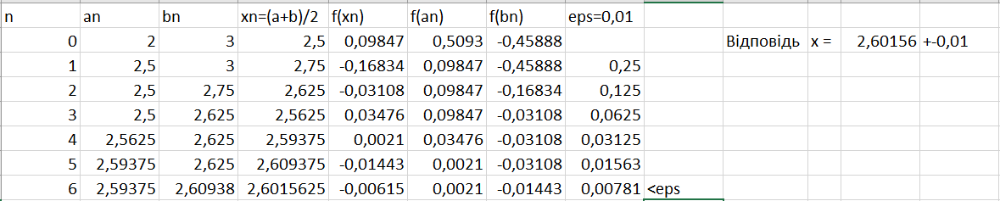 n an bn xn=(a+b)/2 f(xn) f(an) f(bn) eps=0,01
0 2 3 2,5 0,09847 0,5093 -0,45888 Відповідь x = 2,60156 +-0,01
1 2,5 3 2,75 -0,16834 0,09847 -0,45888 0,25
2 2,5 2,75 2,625 -0,03108 0,09847 -0,16834 0,125
3 2,5 2,625 2,5625 0,03476 0,09847 -0,03108 0,0625
4 2,5625 2,625 2,59375 0,0021 0,03476 -0,03108 0,03125
5 2,59375 2,625 2,609375 -0,01443 0,0021 -0,03108 0,01563
6 2,59375 2,60938 2,6015625 -0,00615 0,0021 -0,01443 0,00781 <eps